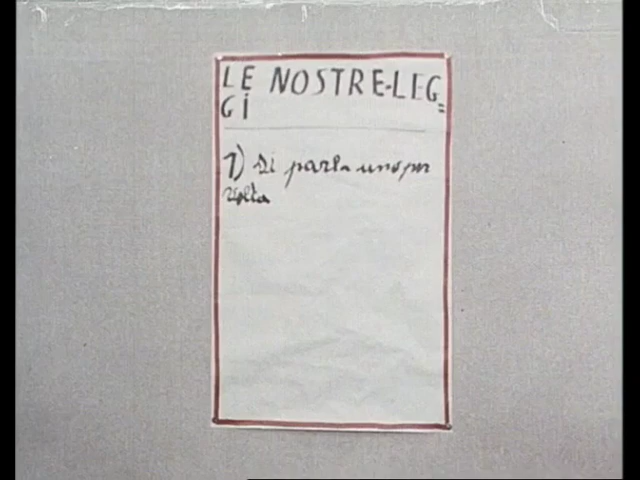 LE NOSTRE-LEG=
GI
1) Si parla uno per
volta